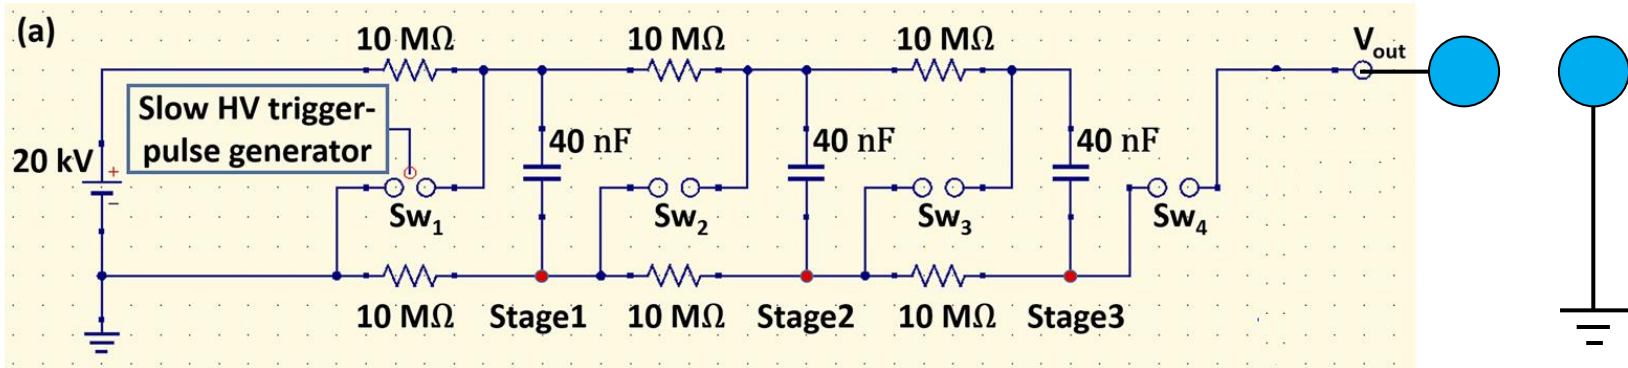 (a)
10 MΩ
10 MΩ
10 MΩ
V_out
Slow HV trigger-
pulse generator
20 kV
+
−
40 nF
40 nF
40 nF
Sw₁
Sw₂
Sw₃
Sw₄
10 MΩ
Stage1
10 MΩ
Stage2
10 MΩ
Stage3